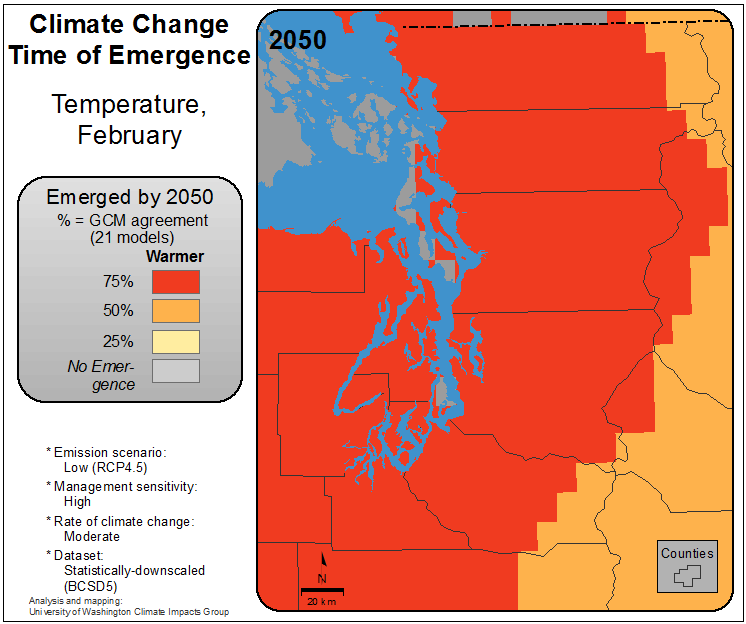 Climate Change
Time of Emergence
Temperature,
February
Emerged by 2050
% = GCM agreement
(21 models)
Warmer
75%
50%
25%
No Emer-
gence
* Emission scenario:
Low (RCP4.5)
* Management sensitivity:
High
* Rate of climate change:
Moderate
* Dataset:
Statistically-downscaled
(BCSD5)
Analysis and mapping:
University of Washington Climate Impacts Group
2050
N
20 km
Counties